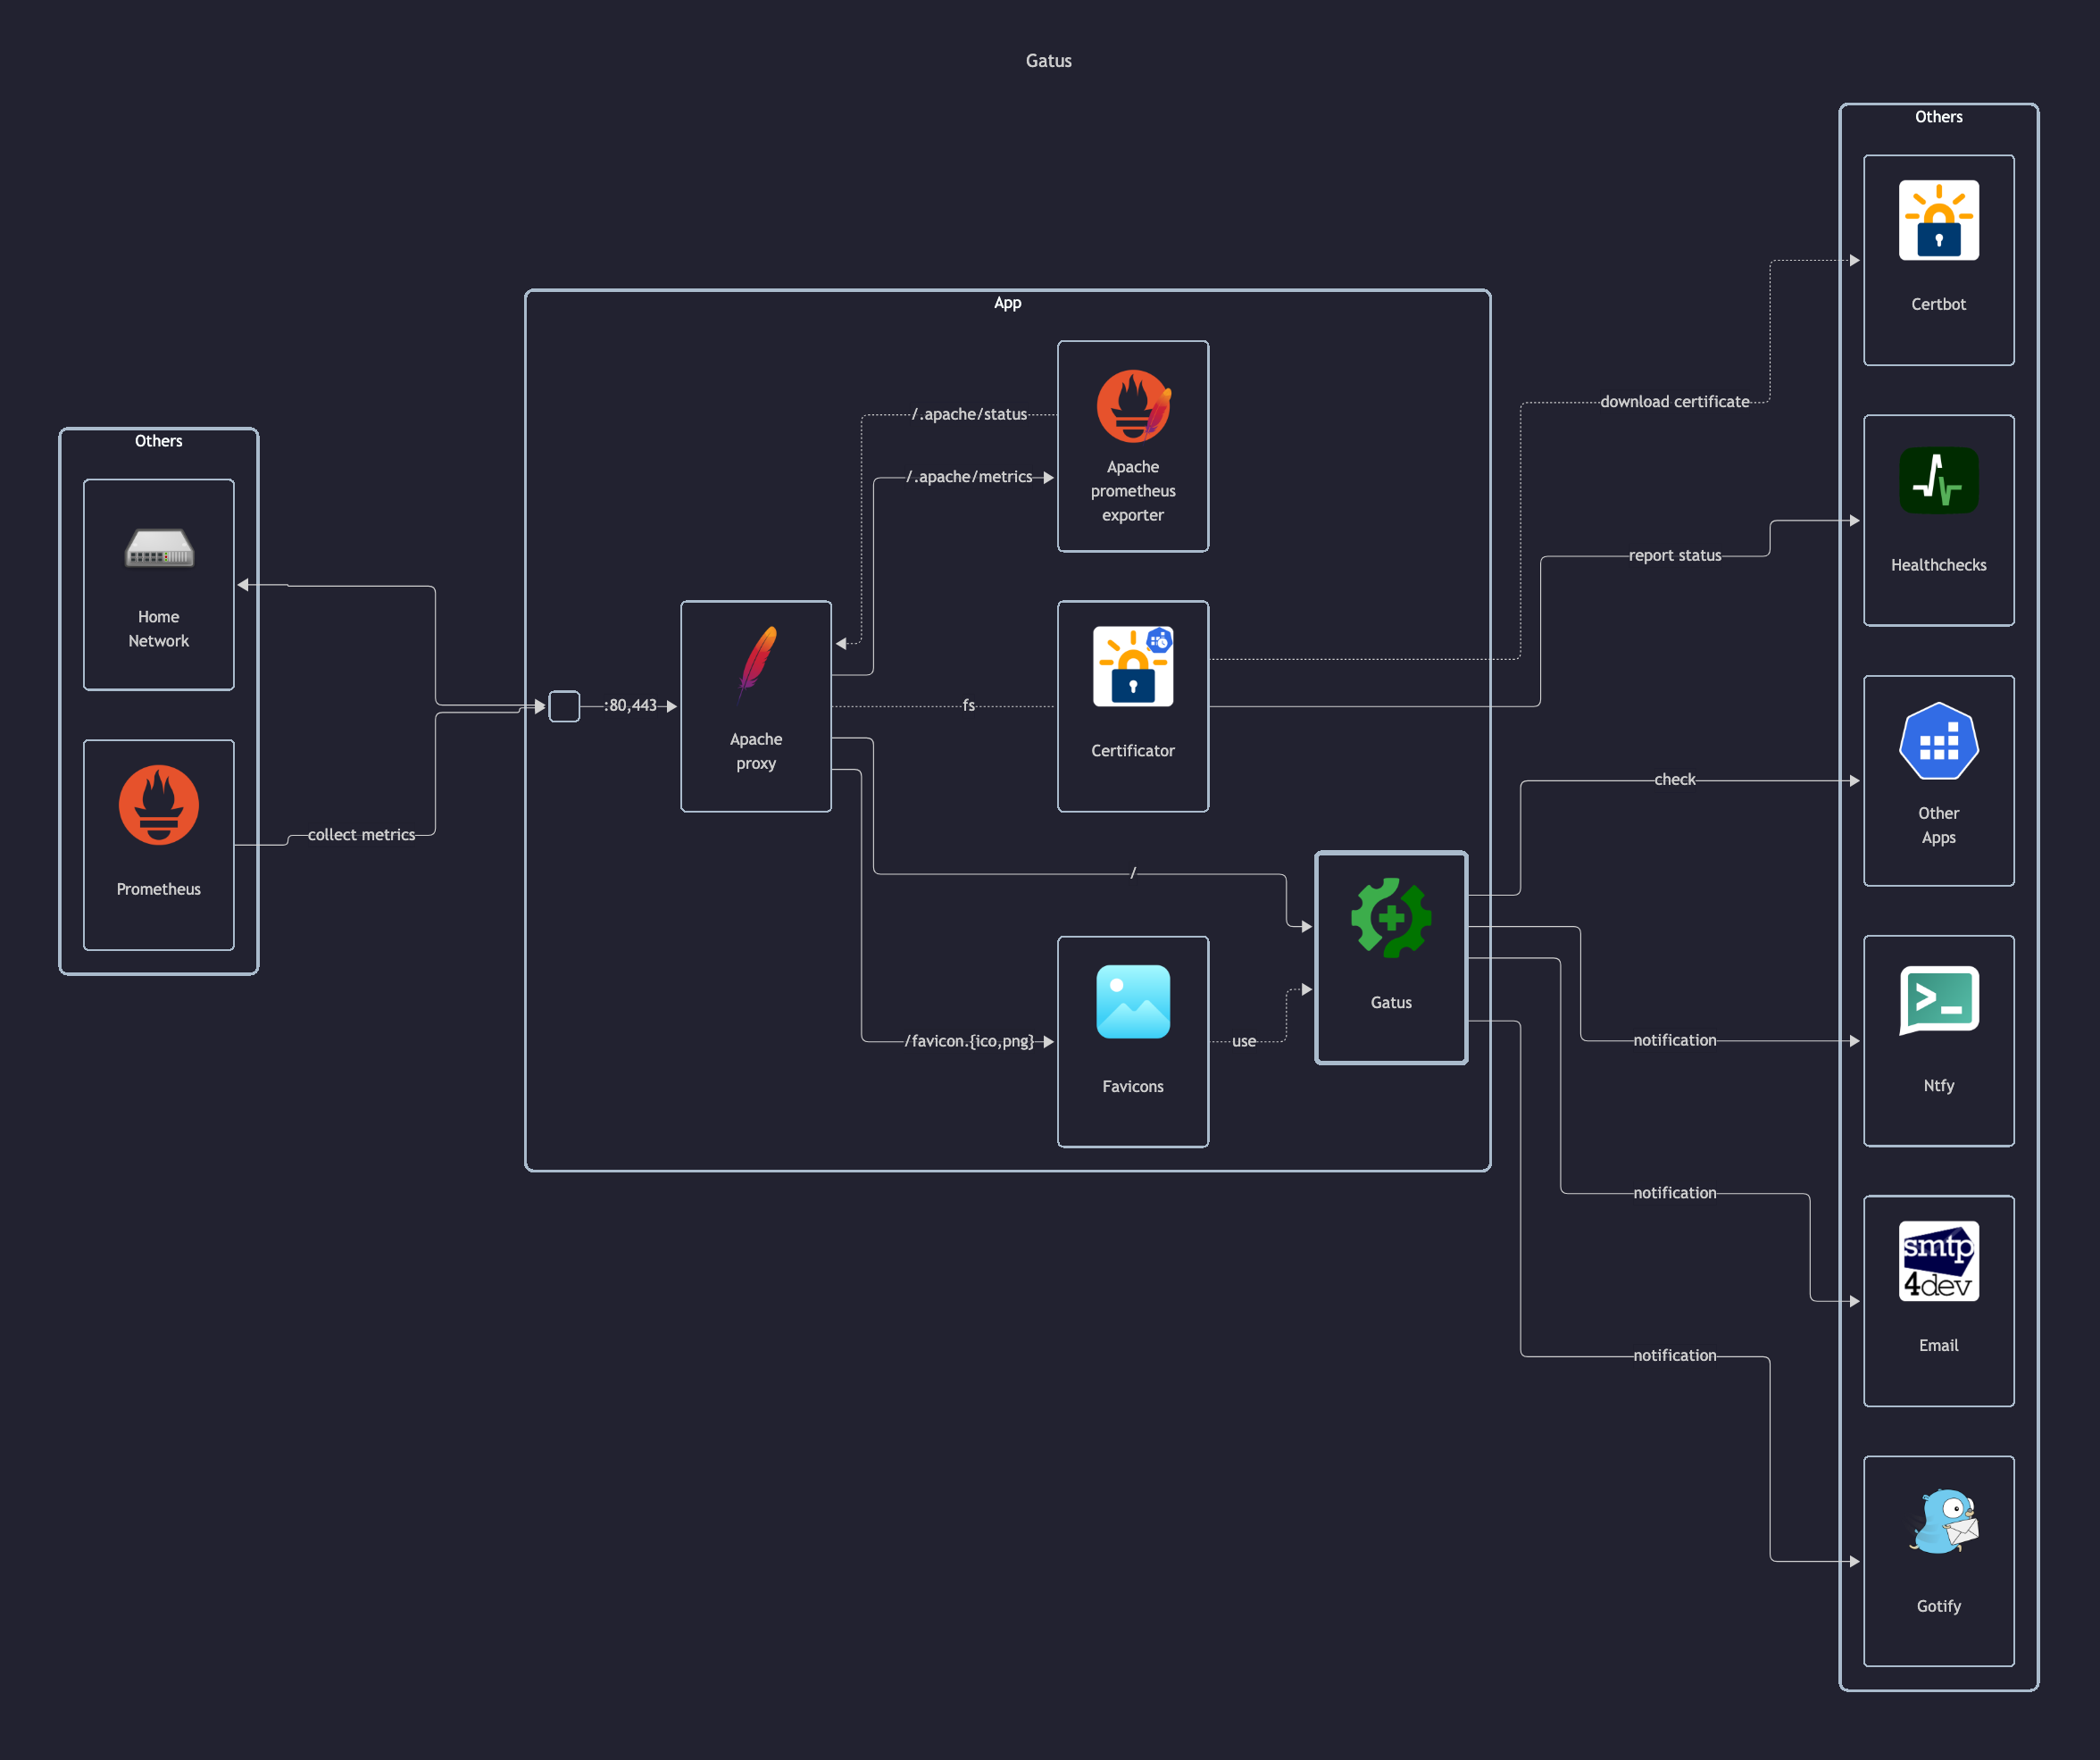 Gatus
Others
Home
Network
Prometheus
collect metrics
App
:80,443
Apache
proxy
/.apache/status
/.apache/metrics
fs
/
/favicon.{ico,png}
Apache
prometheus
exporter
Certificator
Favicons
use
Gatus
download certificate
report status
check
notification
notification
notification
Others
Certbot
Healthchecks
Other
Apps
Ntfy
smtp
4dev
Email
Gotify